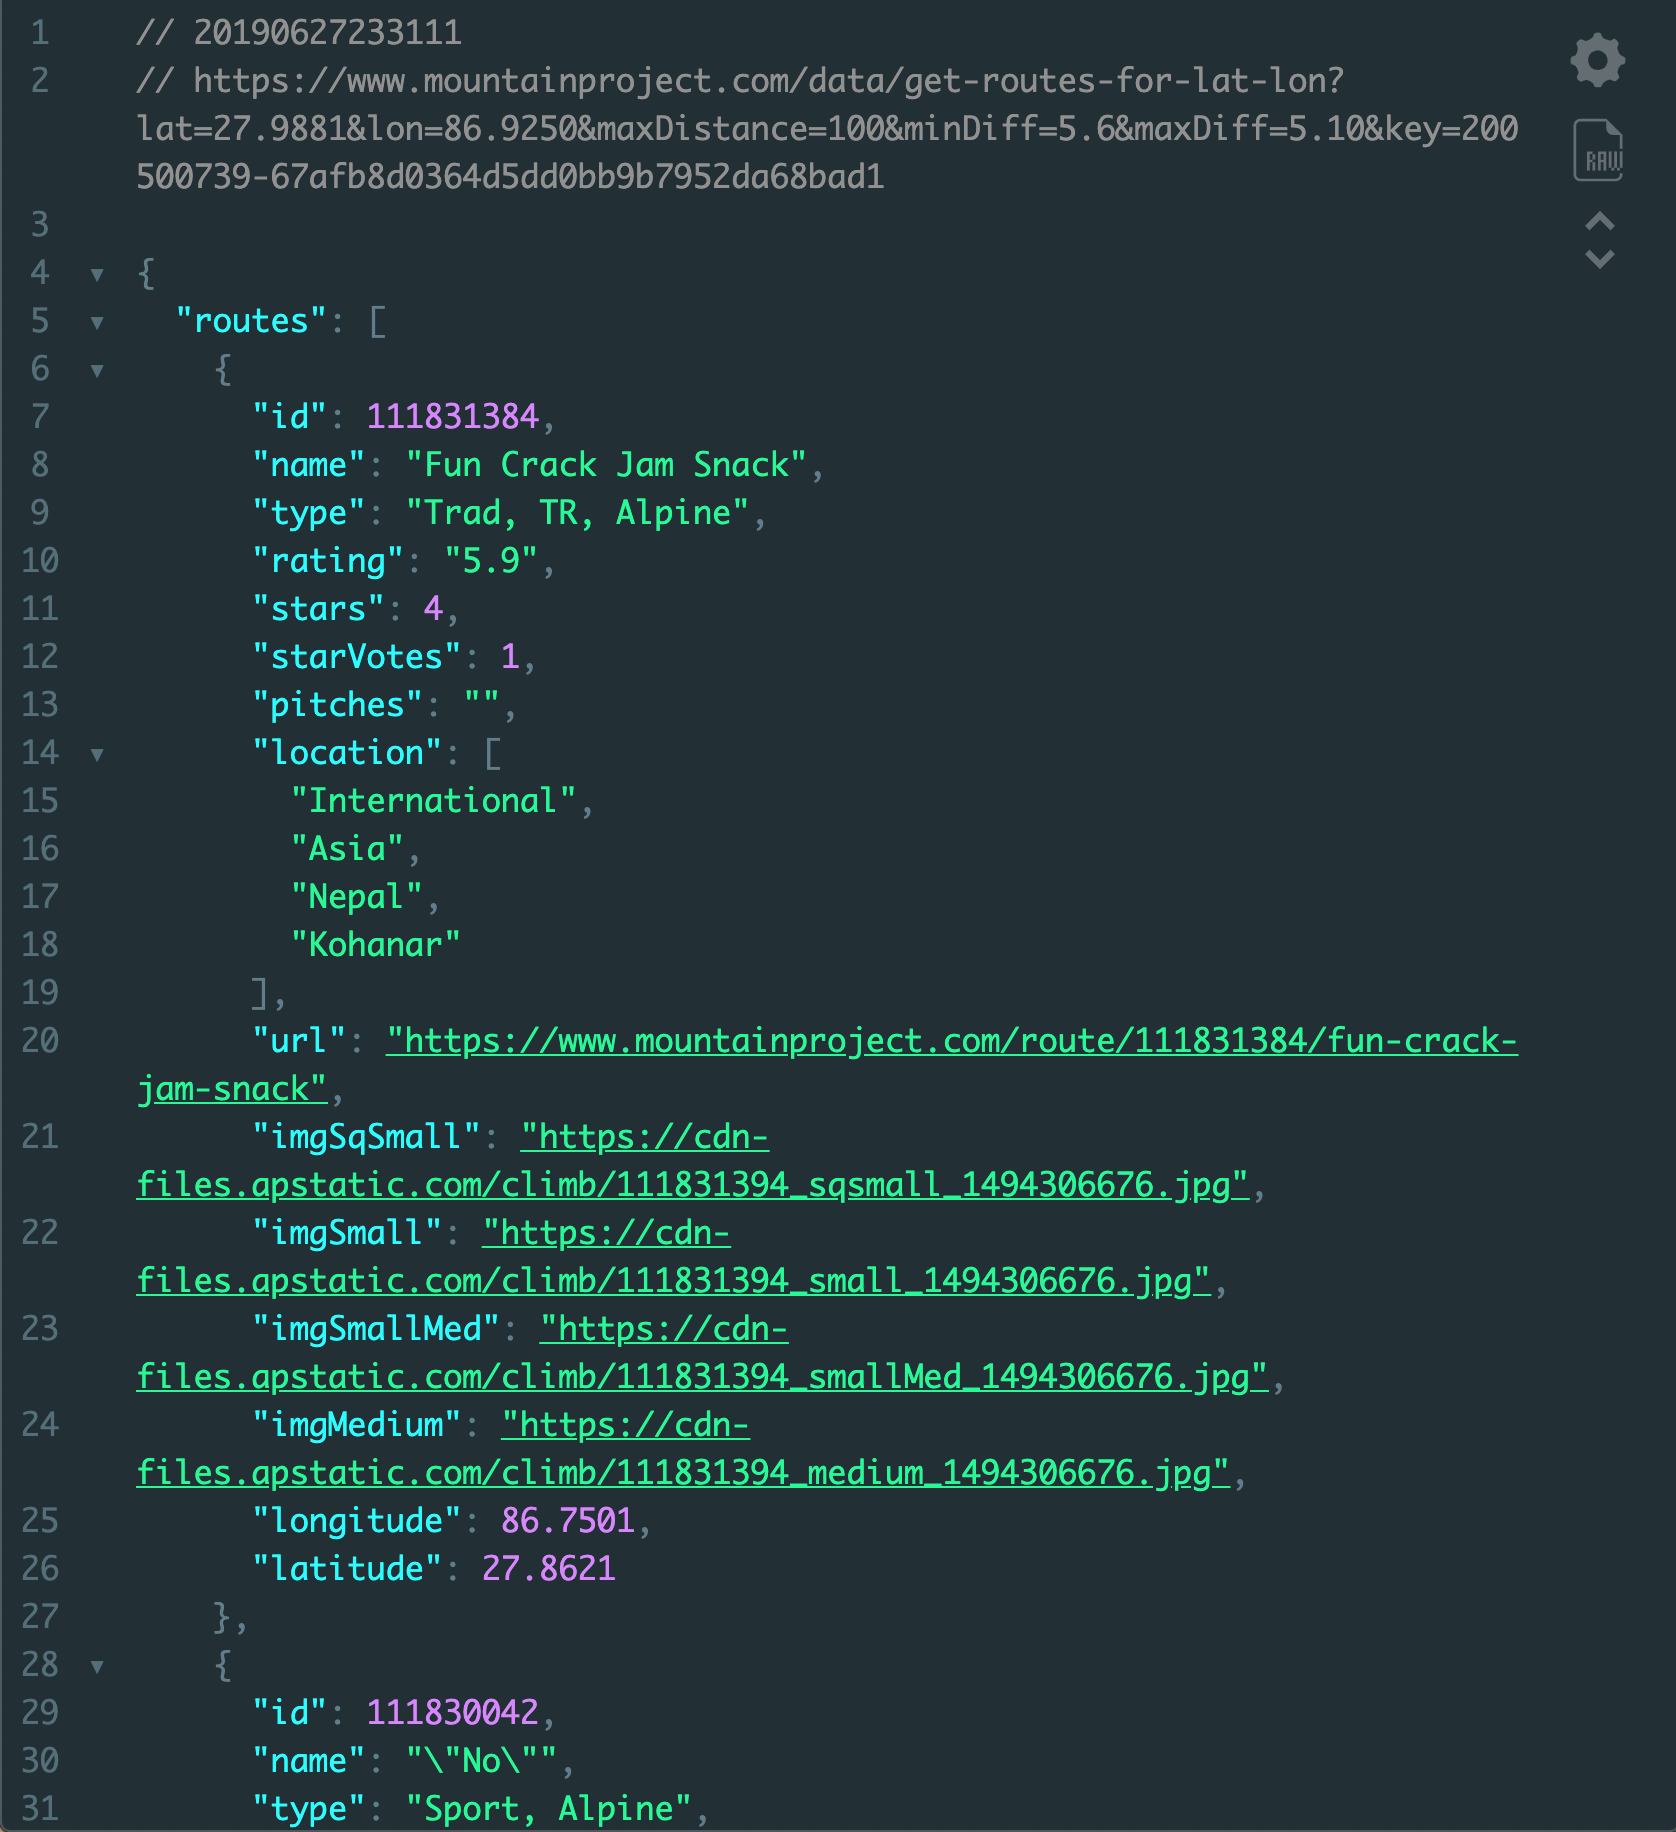 1 // 20190627233111
2 // https://www.mountainproject.com/data/get-routes-for-lat-lon?
lat=27.9881&lon=86.9250&maxDistance=100&minDiff=5.6&maxDiff=5.10&key=200
500739-67afb8d0364d5dd0bb9b7952da68bad1
RAW
3
4 {
5 "routes": [
6 {
7 "id": 111831384,
8 "name": "Fun Crack Jam Snack",
9 "type": "Trad, TR, Alpine",
10 "rating": "5.9",
11 "stars": 4,
12 "starVotes": 1,
13 "pitches": "",
14 "location": [
15 "International",
16 "Asia",
17 "Nepal",
18 "Kohanar"
19 ],
20 "url": "https://www.mountainproject.com/route/111831384/fun-crack-
jam-snack",
21 "imgSqSmall": "https://cdn-
files.apstatic.com/climb/111831394_sqsmall_1494306676.jpg",
22 "imgSmall": "https://cdn-
files.apstatic.com/climb/111831394_small_1494306676.jpg",
23 "imgSmallMed": "https://cdn-
files.apstatic.com/climb/111831394_smallMed_1494306676.jpg",
24 "imgMedium": "https://cdn-
files.apstatic.com/climb/111831394_medium_1494306676.jpg",
25 "longitude": 86.7501,
26 "latitude": 27.8621
27 },
28 {
29 "id": 111830042,
30 "name": "\"No\"",
31 "type": "Sport, Alpine",